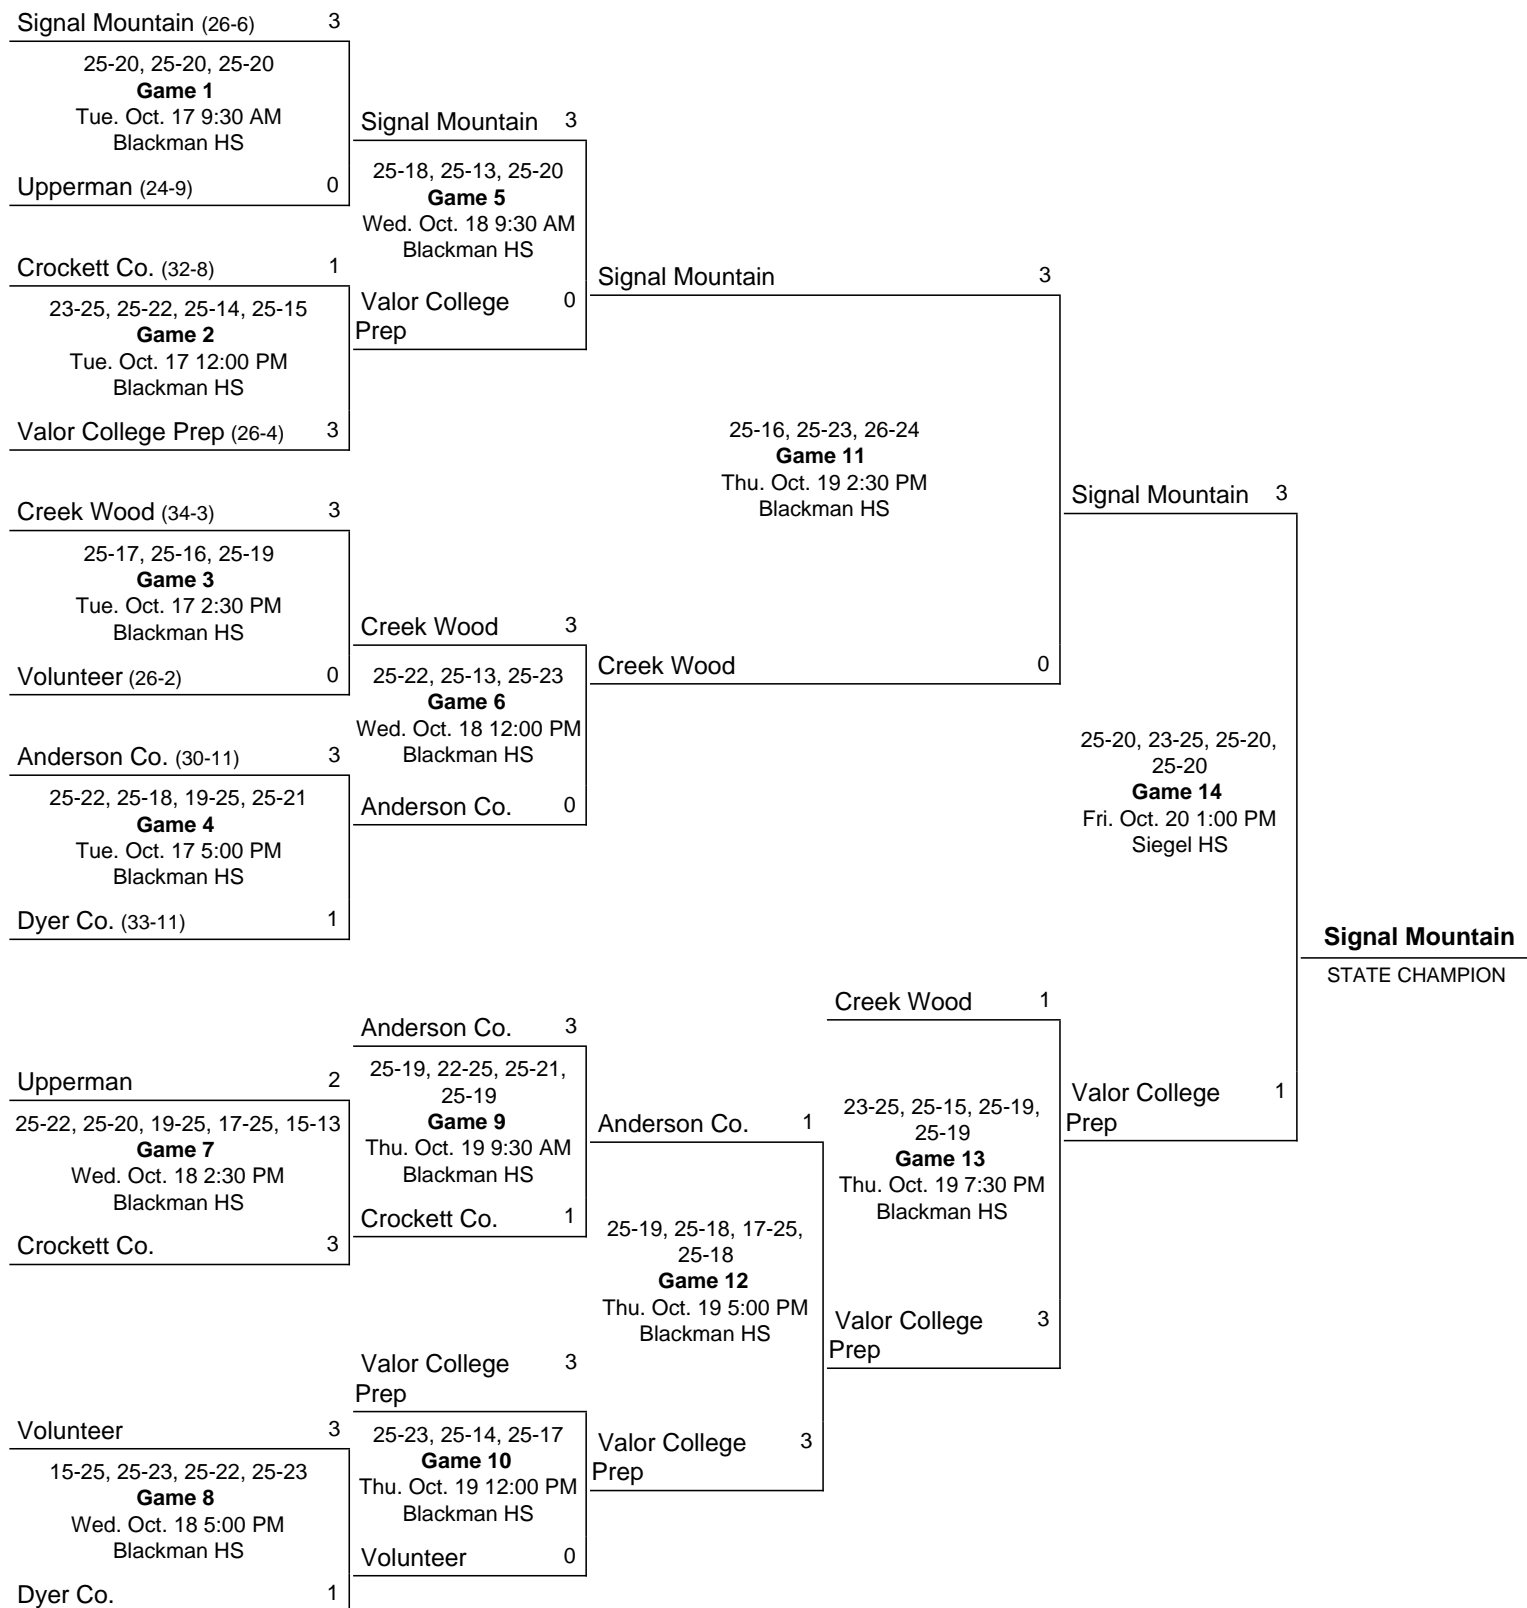 Signal Mountain (26-6) 3
25-20, 25-20, 25-20
Game 1
Tue. Oct. 17 9:30 AM
Blackman HS
Upperman (24-9) 0
Crockett Co. (32-8) 1
23-25, 25-22, 25-14, 25-15
Game 2
Tue. Oct. 17 12:00 PM
Blackman HS
Valor College Prep (26-4) 3
Creek Wood (34-3) 3
25-17, 25-16, 25-19
Game 3
Tue. Oct. 17 2:30 PM
Blackman HS
Volunteer (26-2) 0
Anderson Co. (30-11) 3
25-22, 25-18, 19-25, 25-21
Game 4
Tue. Oct. 17 5:00 PM
Blackman HS
Dyer Co. (33-11) 1
Upperman 2
25-22, 25-20, 19-25, 17-25, 15-13
Game 7
Wed. Oct. 18 2:30 PM
Blackman HS
Crockett Co. 3
Volunteer 3
15-25, 25-23, 25-22, 25-23
Game 8
Wed. Oct. 18 5:00 PM
Blackman HS
Dyer Co. 1
Signal Mountain 3
25-18, 25-13, 25-20
Game 5
Wed. Oct. 18 9:30 AM
Blackman HS
Valor College 0
Prep
Creek Wood 3
25-22, 25-13, 25-23
Game 6
Wed. Oct. 18 12:00 PM
Blackman HS
Anderson Co. 0
Anderson Co. 3
25-19, 22-25, 25-21,
25-19
Game 9
Thu. Oct. 19 9:30 AM
Blackman HS
Crockett Co. 1
Valor College 3
Prep
25-23, 25-14, 25-17
Game 10
Thu. Oct. 19 12:00 PM
Blackman HS
Volunteer 0
Signal Mountain 3
25-16, 25-23, 26-24
Game 11
Thu. Oct. 19 2:30 PM
Blackman HS
Creek Wood 0
Anderson Co. 1
25-19, 25-18, 17-25,
25-18
Game 12
Thu. Oct. 19 5:00 PM
Blackman HS
Valor College 3
Prep
Creek Wood 1
23-25, 25-15, 25-19,
25-19
Game 13
Thu. Oct. 19 7:30 PM
Blackman HS
Valor College 3
Prep
Signal Mountain 3
25-20, 23-25, 25-20,
25-20
Game 14
Fri. Oct. 20 1:00 PM
Siegel HS
Valor College 1
Prep
Signal Mountain
STATE CHAMPION